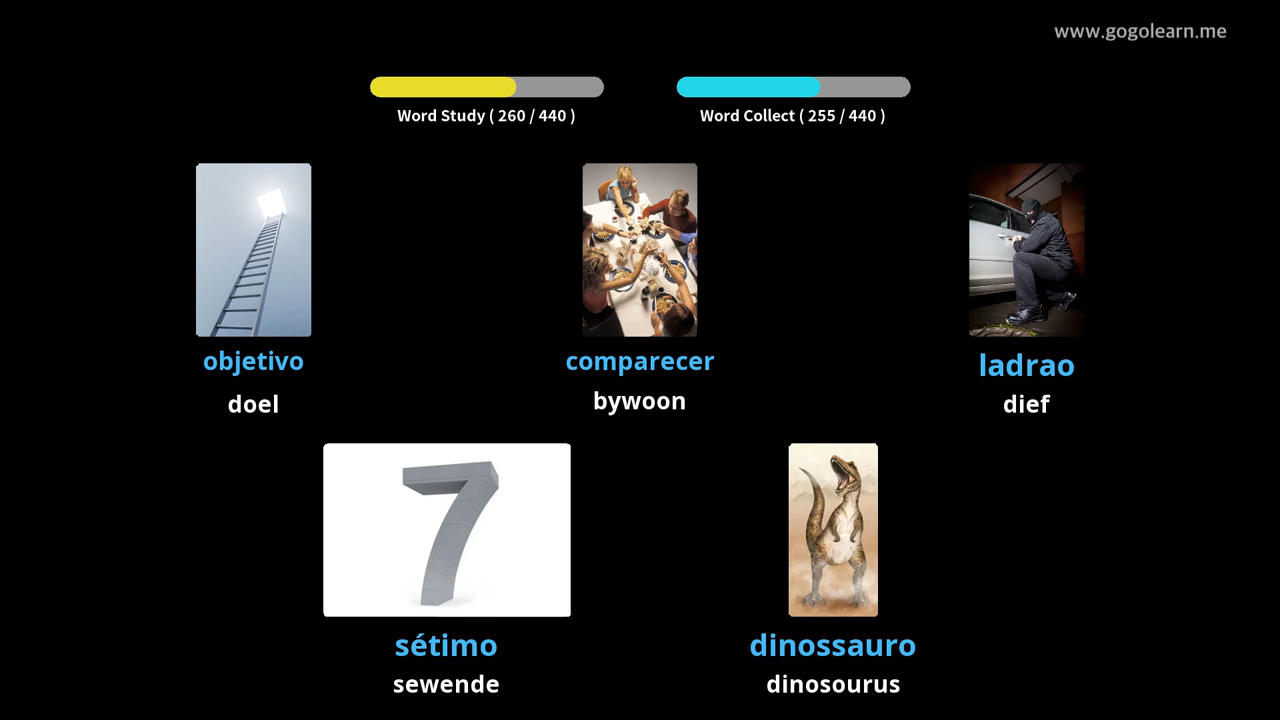 www.gogolearn.me
Word Study ( 260 / 440 )
Word Collect ( 255 / 440 )
objetivo
doel
comparecer
bywoon
ladrao
dief
7
sétimo
sewende
dinossauro
dinosourus